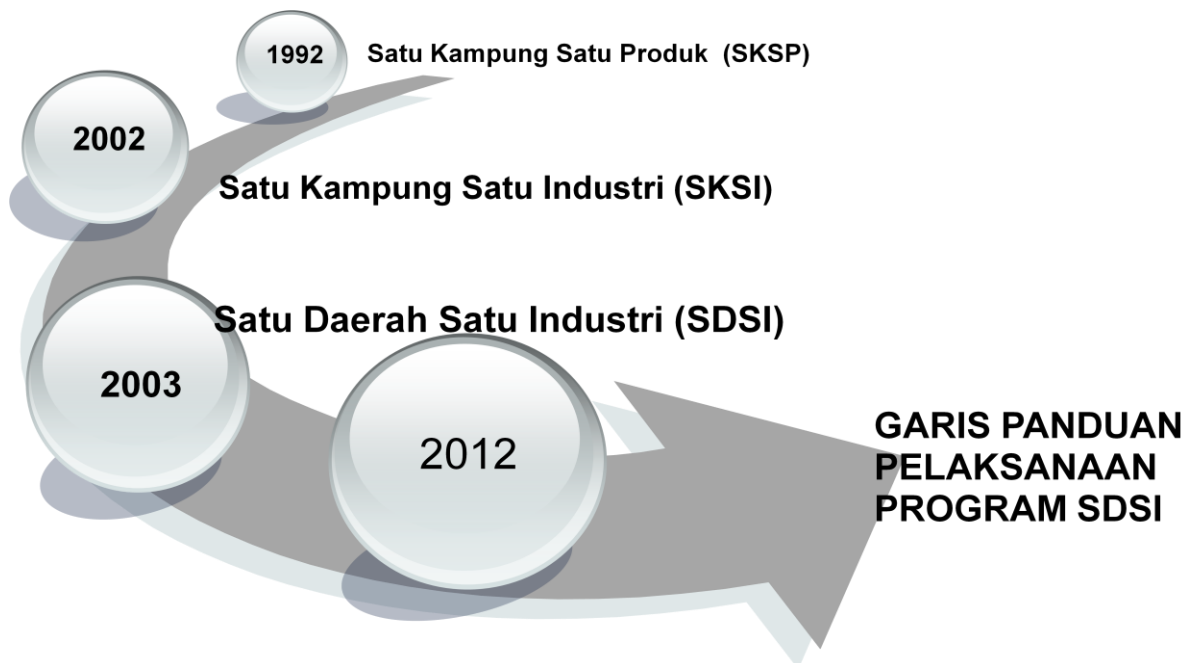 1992
Satu Kampung Satu Produk (SKSP)
2002
Satu Kampung Satu Industri (SKSI)
2003
Satu Daerah Satu Industri (SDSI)
2012
GARIS PANDUAN
PELAKSANAAN
PROGRAM SDSI